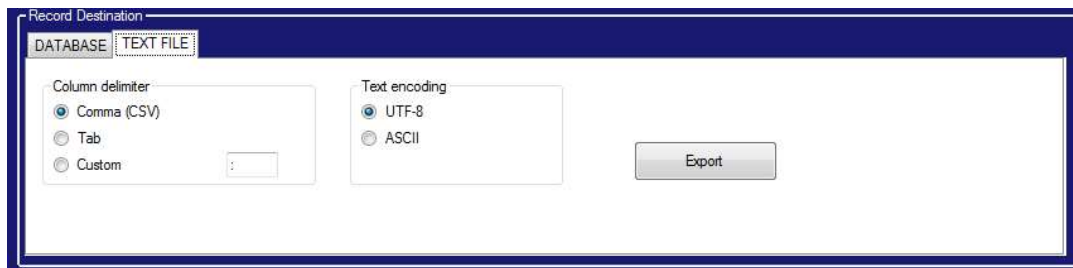 Record Destination
DATABASE TEXT FILE
Column delimiter Text encoding
Comma (CSV) UTF-8
Tab ASCII
Custom : Export